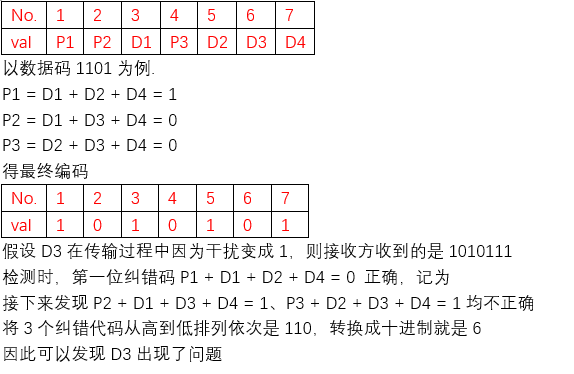 No. 1 2 3 4 5 6 7
val P1 P2 D1 P3 D2 D3 D4
以数据码 1101 为例.
P1 = D1 + D2 + D4 = 1
P2 = D1 + D3 + D4 = 0
P3 = D2 + D3 + D4 = 0
得最终编码
No. 1 2 3 4 5 6 7
val 1 0 1 0 1 0 1
假设 D3 在传输过程中因为干扰变成 1，则接收方收到的是 1010111
检测时，第一位纠错码 P1 + D1 + D2 + D4 = 0 正确，记为
接下来发现 P2 + D1 + D3 + D4 = 1、P3 + D2 + D3 + D4 = 1 均不正确
将 3 个纠错代码从高到低排列依次是 110，转换成十进制就是 6
因此可以发现 D3 出现了问题